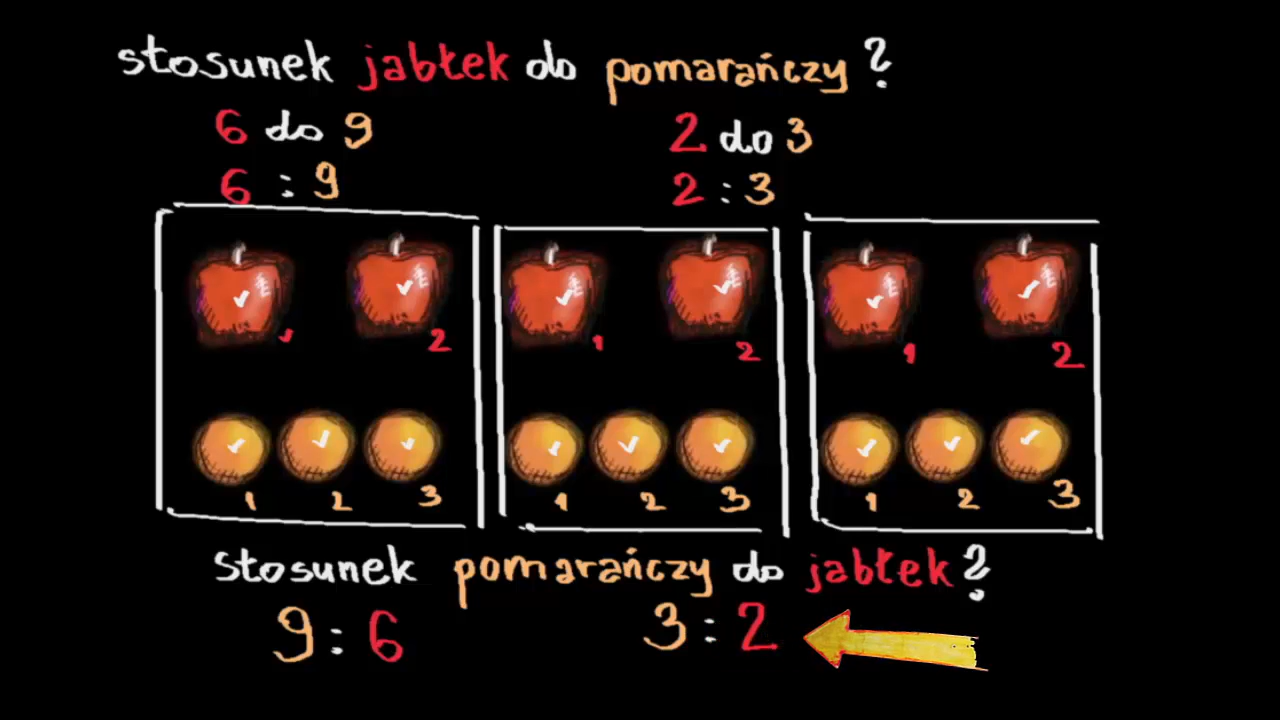 stosunek jabłek do pomarańczy?
6 do 9 2 do 3
6 : 9 2 : 3
2 1 2 1 2
1 2 3 1 2 3 1 2 3
stosunek pomarańczy do jabłek?
9 : 6 3 : 2